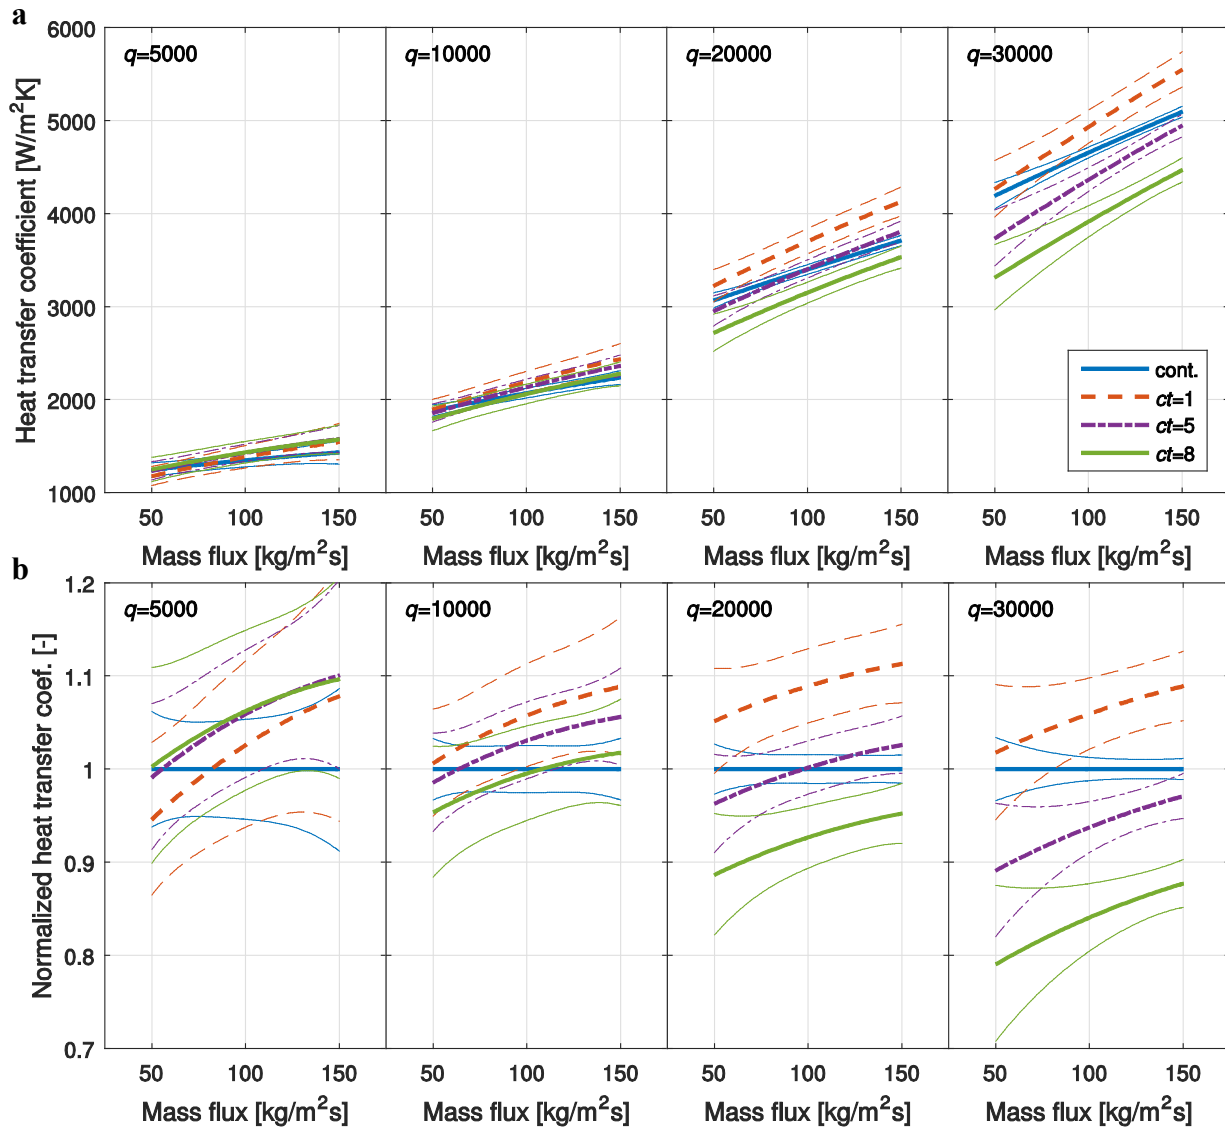 a
q=5000
q=10000
q=20000
q=30000
Heat transfer coefficient [W/m²K]
6000
5000
4000
3000
2000
1000
cont.
ct=1
ct=5
ct=8
50 100 150
50 100 150
50 100 150
50 100 150
Mass flux [kg/m²s]
Mass flux [kg/m²s]
Mass flux [kg/m²s]
Mass flux [kg/m²s]
b
q=5000
q=10000
q=20000
q=30000
Normalized heat transfer coef. [-]
1.2
1.1
1
0.9
0.8
0.7
50 100 150
50 100 150
50 100 150
50 100 150
Mass flux [kg/m²s]
Mass flux [kg/m²s]
Mass flux [kg/m²s]
Mass flux [kg/m²s]